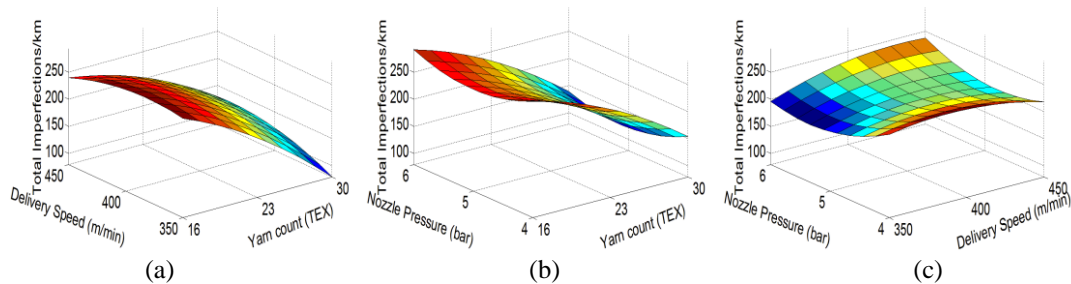 Total Imperfections/km
250
200
150
100
450
400
350
Delivery Speed (m/min)
16
23
30
Yarn count (TEX)
(a)
Total Imperfections/km
250
200
150
100
6
5
4
Nozzle Pressure (bar)
16
23
30
Yarn count (TEX)
(b)
Total Imperfections/km
250
200
150
100
6
5
4
Nozzle Pressure (bar)
350
400
450
Delivery Speed (m/min)
(c)